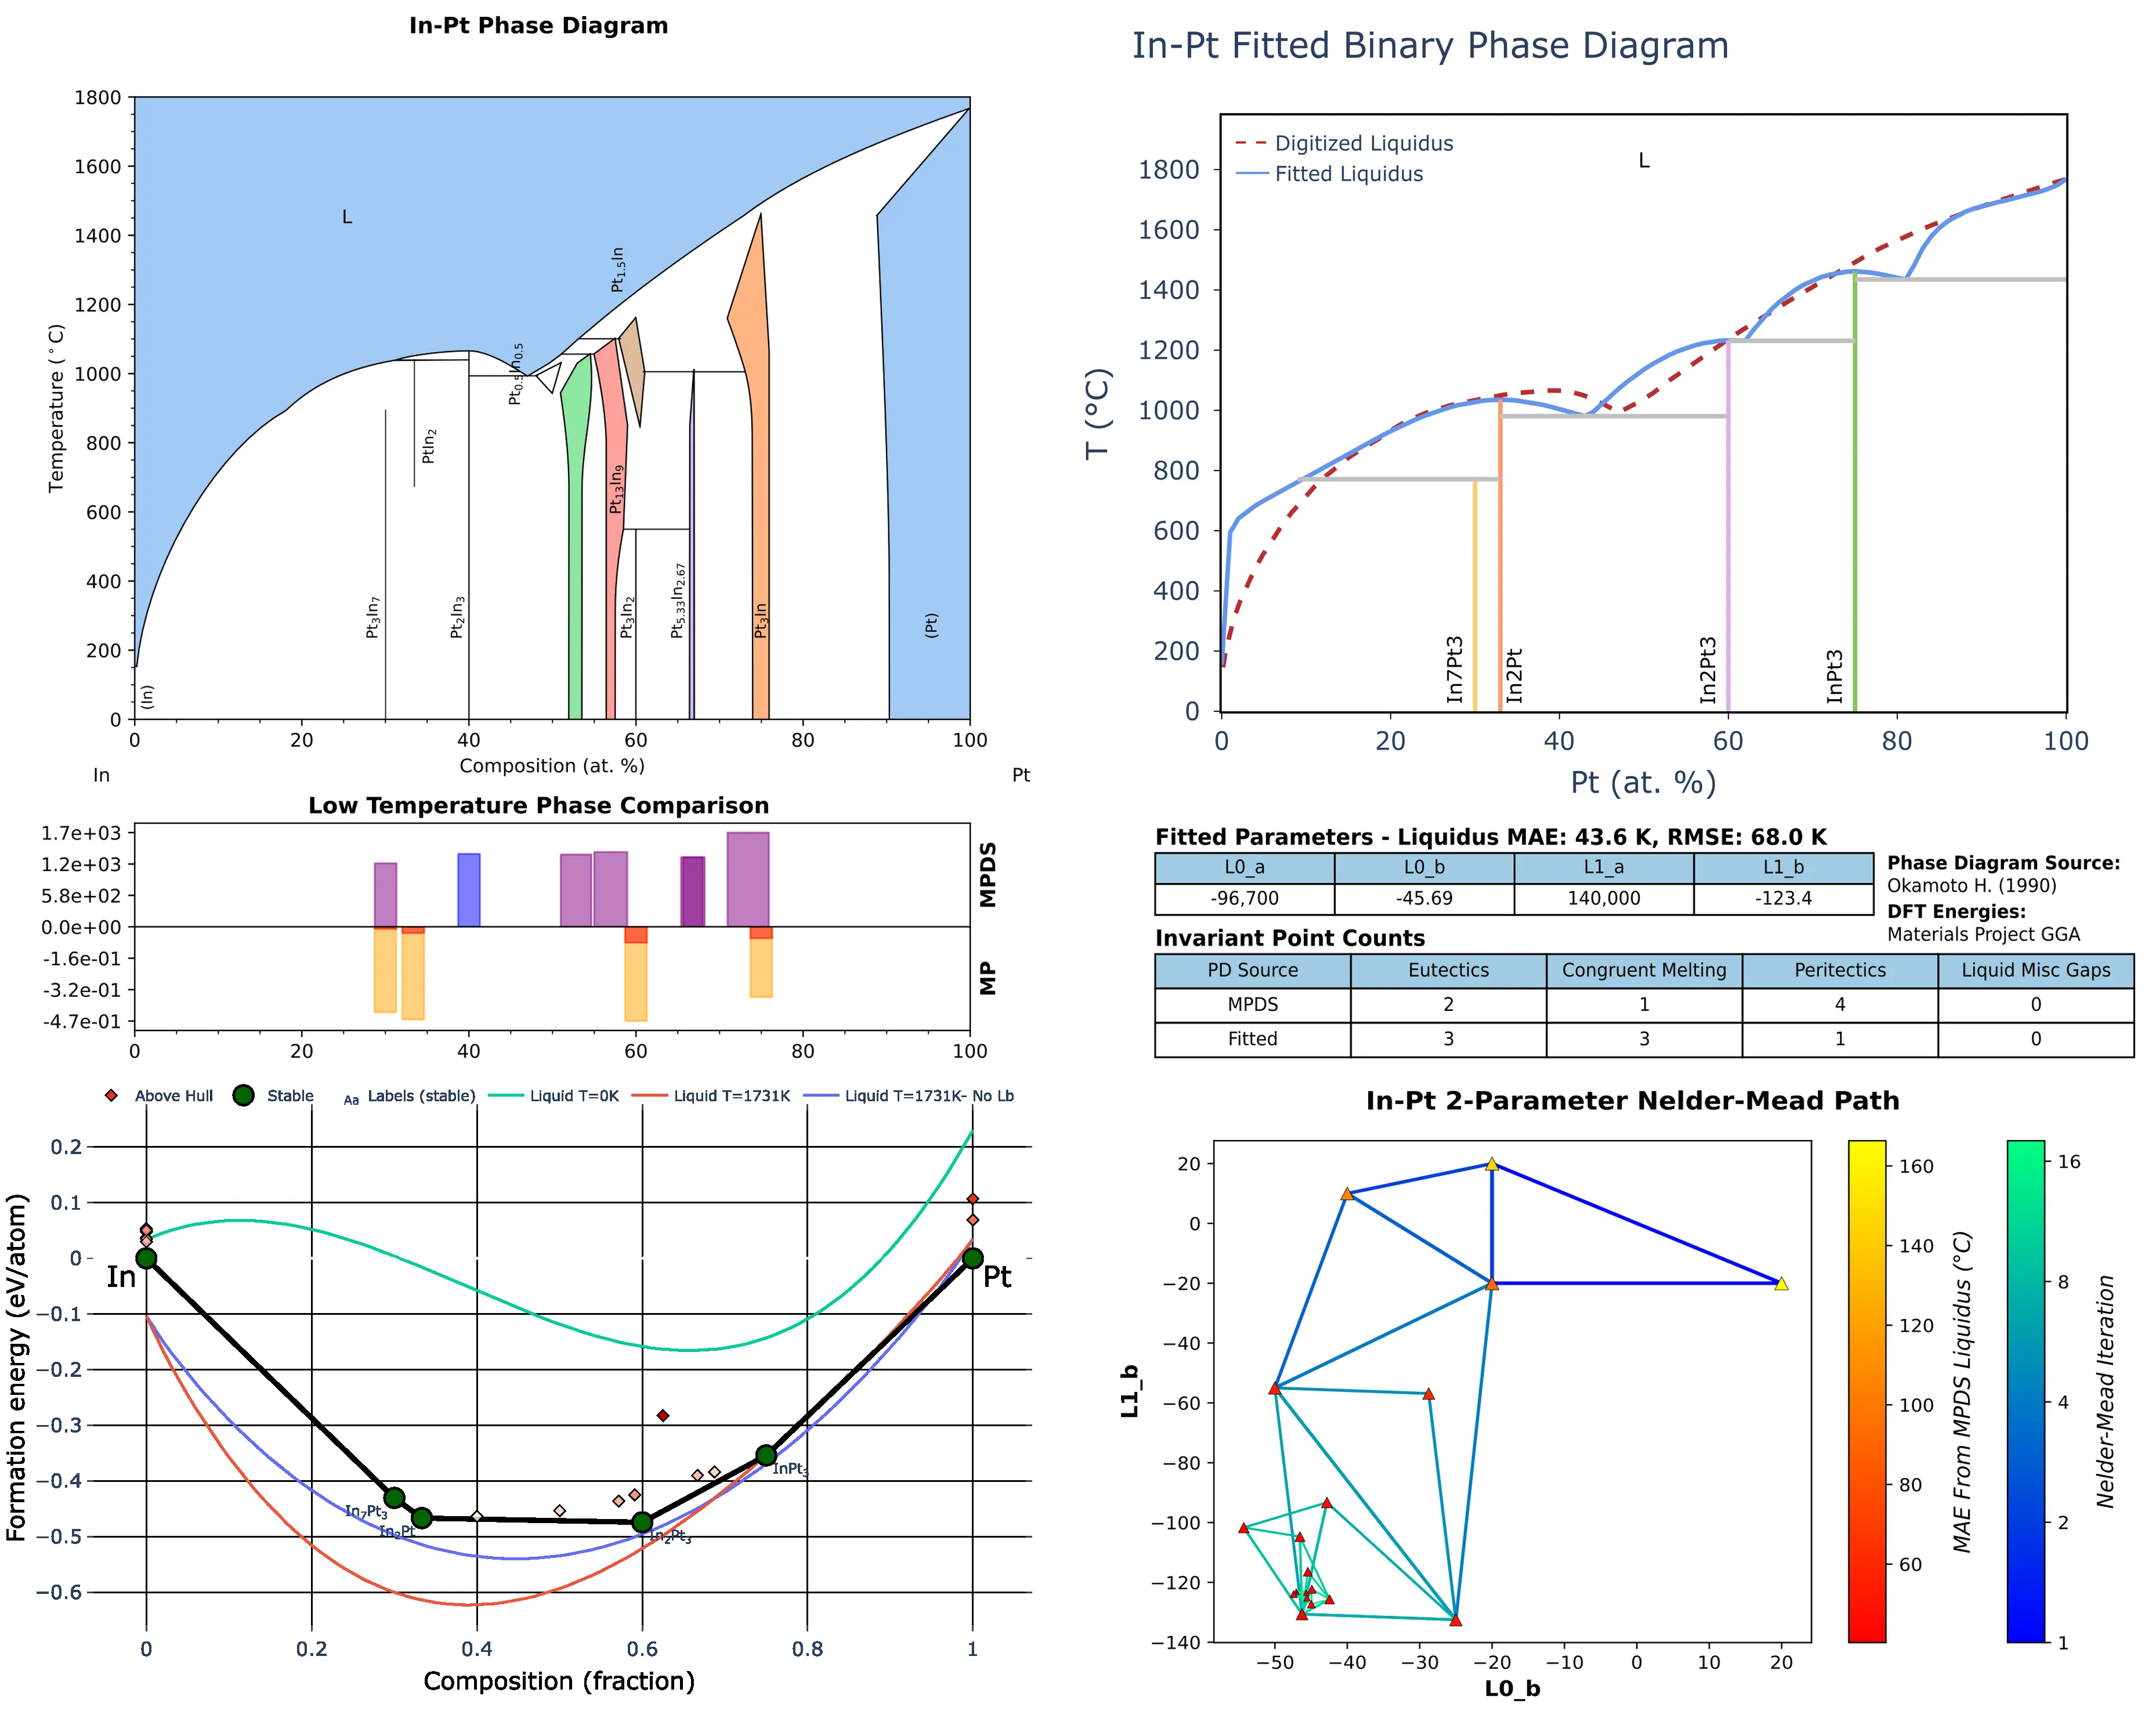 In-Pt Phase Diagram
1800
1600
1400
1200
1000
800
600
400
200
0
Temperature (°C)
L
Pt1.5In
Pt0.5In0.5
PtIn2
Pt13In9
Pt3In7
Pt2In3
Pt3In2
Pt5.33In2.67
Pt3In
(Pt)
(In)
0 20 40 60 80 100
Composition (at. %)
In Pt
In-Pt Fitted Binary Phase Diagram
Digitized Liquidus
Fitted Liquidus
L
1800
1600
1400
1200
1000
800
600
400
200
0
T (°C)
In7Pt3
In2Pt
In2Pt3
InPt3
0 20 40 60 80 100
Pt (at. %)
Low Temperature Phase Comparison
1.7e+03
1.2e+03
5.8e+02
0.0e+00
-1.6e-01
-3.2e-01
-4.7e-01
MPDS
MP
0 20 40 60 80 100
Fitted Parameters - Liquidus MAE: 43.6 K, RMSE: 68.0 K
L0_a L0_b L1_a L1_b
-96,700 -45.69 140,000 -123.4
Phase Diagram Source:
Okamoto H. (1990)
DFT Energies:
Materials Project GGA
Invariant Point Counts
PD Source Eutectics Congruent Melting Peritectics Liquid Misc Gaps
MPDS 2 1 4 0
Fitted 3 3 1 0
Above Hull Stable Aa Labels (stable) Liquid T=0K Liquid T=1731K Liquid T=1731K- No Lb
0.2
0.1
0
−0.1
−0.2
−0.3
−0.4
−0.5
−0.6
Formation energy (eV/atom)
In
Pt
In7Pt3
In2Pt
In2Pt3
InPt3
0 0.2 0.4 0.6 0.8 1
Composition (fraction)
In-Pt 2-Parameter Nelder-Mead Path
20
0
−20
−40
−60
−80
−100
−120
−140
L1_b
−50 −40 −30 −20 −10 0 10 20
L0_b
160
140
120
100
80
60
MAE From MPDS Liquidus (°C)
16
8
4
2
1
Nelder-Mead Iteration